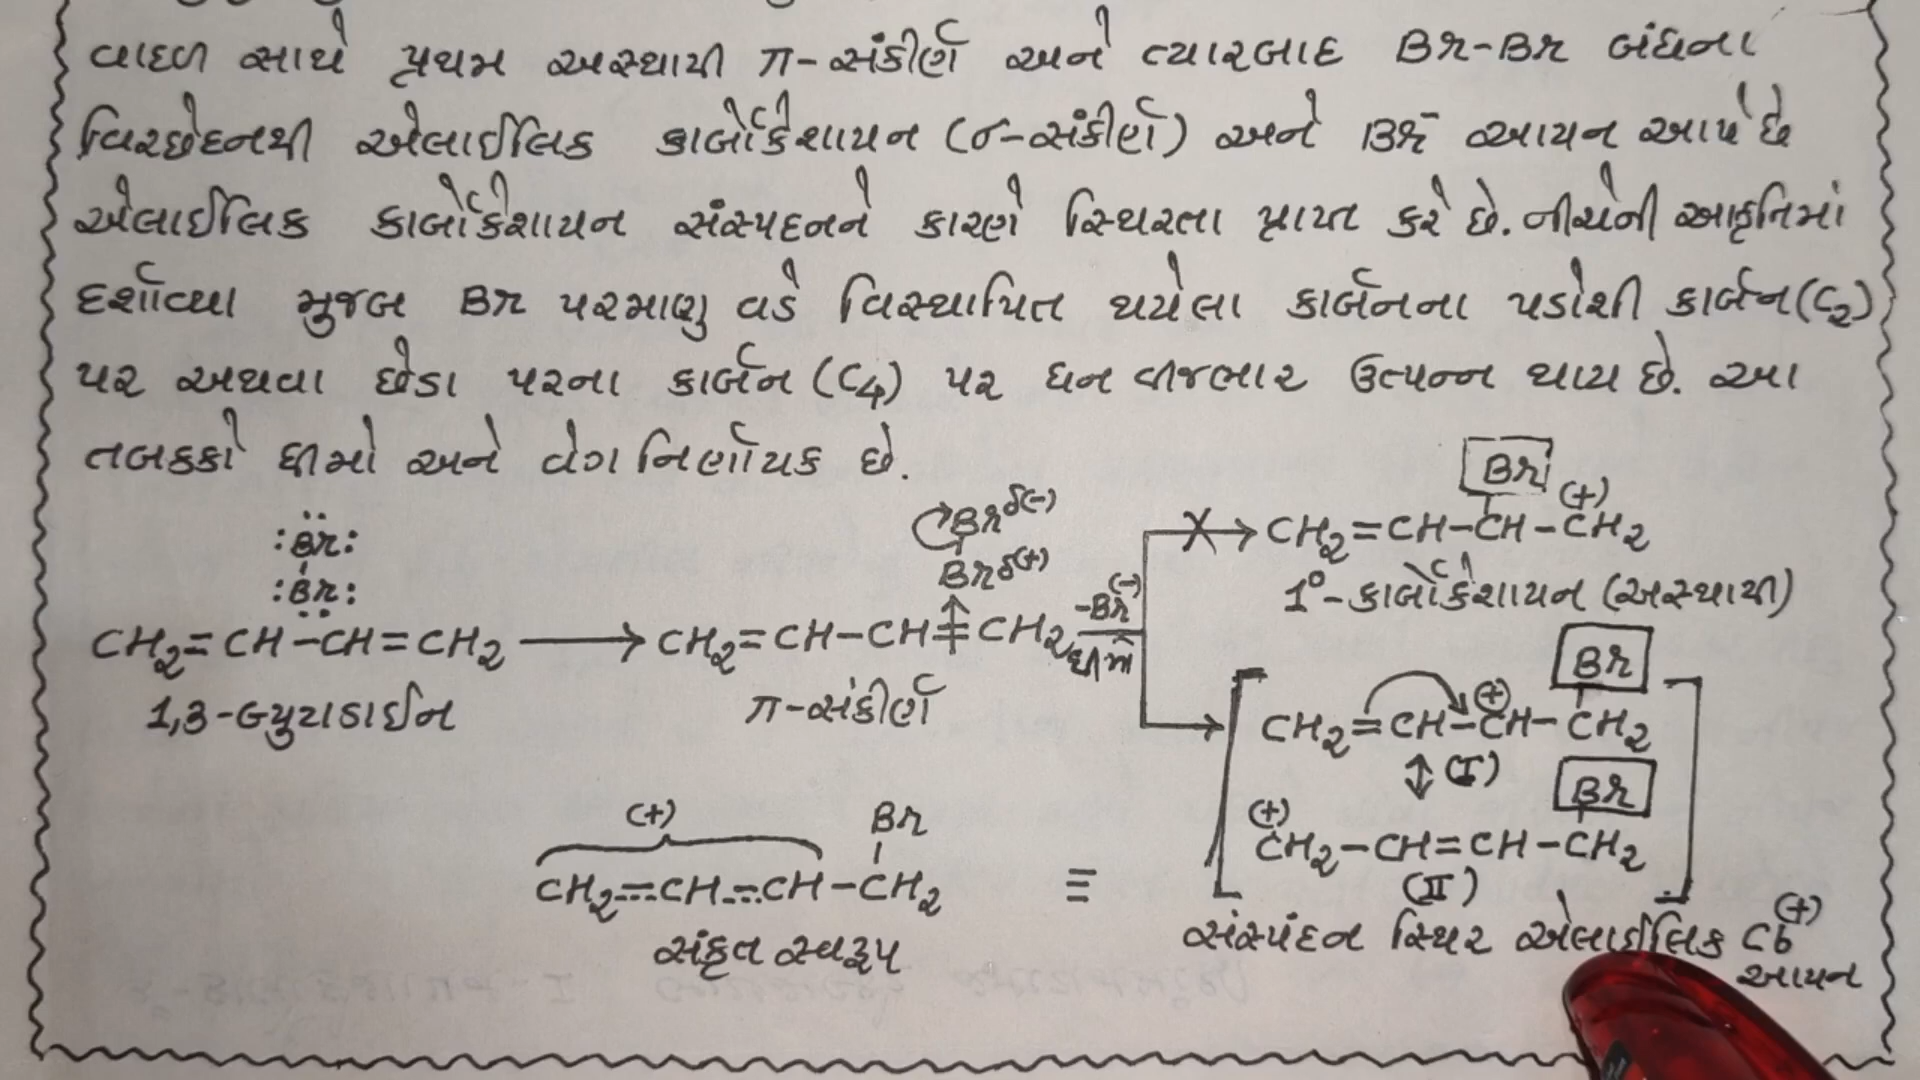 વાદળ સાથે પ્રથમ અસ્થાયી π-સંકીર્ણ અને ત્યારબાદ Br-Br બંધના
વિચ્છેદનથી એલાઈલિક કાર્બોકેશાયન (σ-સંકીર્ણ) અને Br⁻ આયન આપે છે
એલાઈલિક કાર્બોકેશાયન સંસ્પદનને કારણે સ્થિરતા પ્રાપ્ત કરે છે. નીચેની આકૃતિમાં
દર્શાવ્યા મુજબ Br પરમાણુ વડે વિસ્થાપિત થયેલા કાર્બનના પડોશી કાર્બન (C₂)
પર અથવા છેડા પરના કાર્બન (C₄) પર ધન વીજભાર ઉત્પન્ન થાય છે. આ
તબક્કો ધીમો અને વેગ નિર્ણાયક છે.
:Br:
:Br:
CH₂=CH-CH=CH₂ ⟶ CH₂=CH-CH=CH₂
1,3-બ્યુટાડાઈન
Br δ(-)
Br δ(+)
π-સંકીર્ણ
-Br(-)
ધીમો
Br (+)
CH₂=CH-CH-CH₂
1°-કાર્બોકેશાયન (અસ્થાયી)
Br
CH₂=CH-CH(+)-CH₂
↕ (I)
(+) Br
CH₂-CH=CH-CH₂
(II)
સંસ્પંદન સ્થિર એલાઈલિક Cb(+)
આયન
(+) Br
CH₂⩴CH⩴CH-CH₂ ≡
સંકૃત સ્વરૂપ